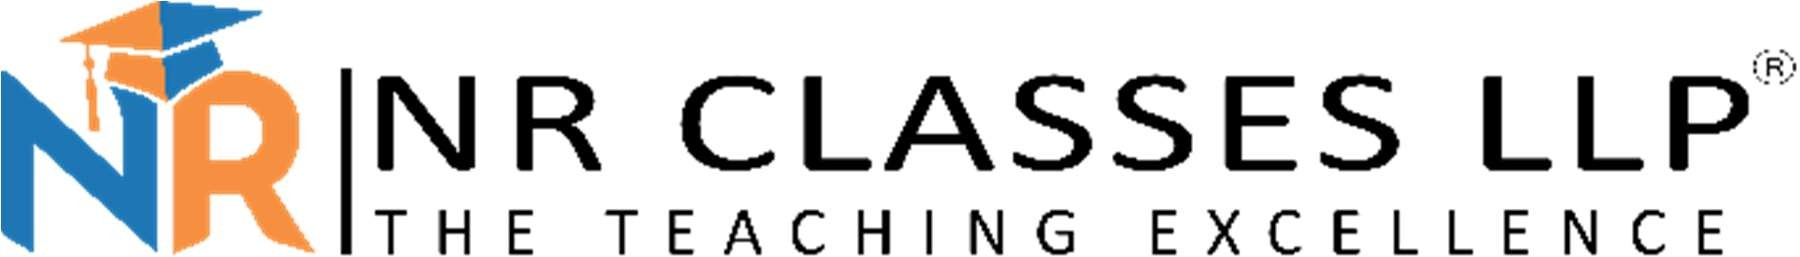 NR
NR CLASSES LLP®
THE TEACHING EXCELLENCE